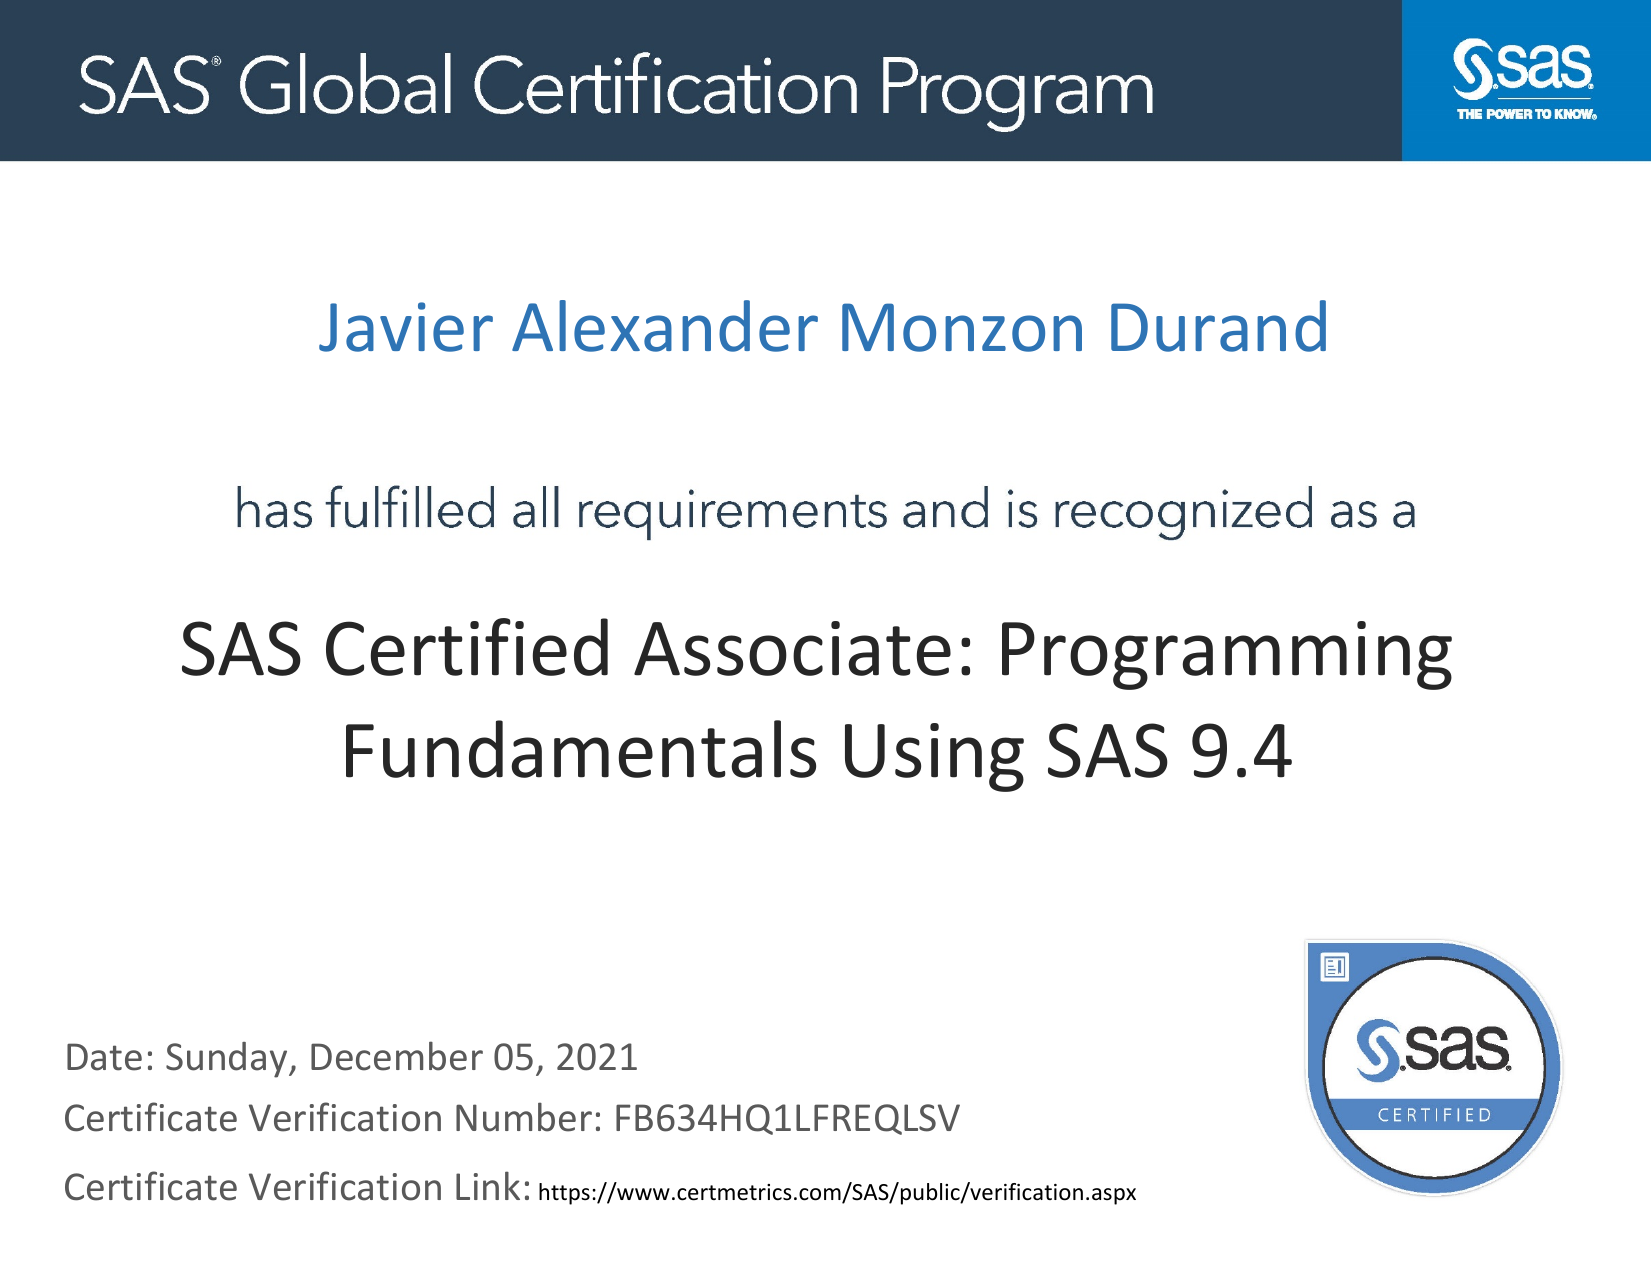 SAS® Global Certification Program
sas®
THE POWER TO KNOW®
Javier Alexander Monzon Durand
has fulfilled all requirements and is recognized as a
SAS Certified Associate: Programming
Fundamentals Using SAS 9.4
Date: Sunday, December 05, 2021
Certificate Verification Number: FB634HQ1LFREQLSV
Certificate Verification Link: https://www.certmetrics.com/SAS/public/verification.aspx
sas®
CERTIFIED